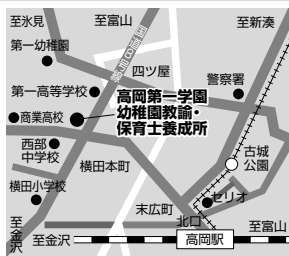 至氷見
至富山
至新湊
第一幼稚園
国道8号線
四ツ屋
警察署
第一高等学校
高岡第一学園
幼稚園教諭・
保育士養成所
商業高校
西部
中学校
古城
公園
横田本町
横田小学校
末広町
セリオ
北口
至金沢
至金沢
高岡駅
至富山